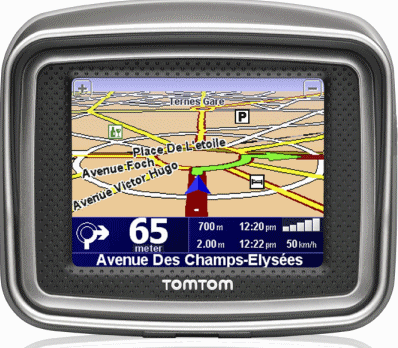 +
−
Ternes Gare
P
Place De L'etoile
Avenue Foch
Avenue Victor Hugo
65
meter
700 m 12:20 pm
2.00 m 12:22 pm 50 km/h
Avenue Des Champs-Elysées
TOMTOM